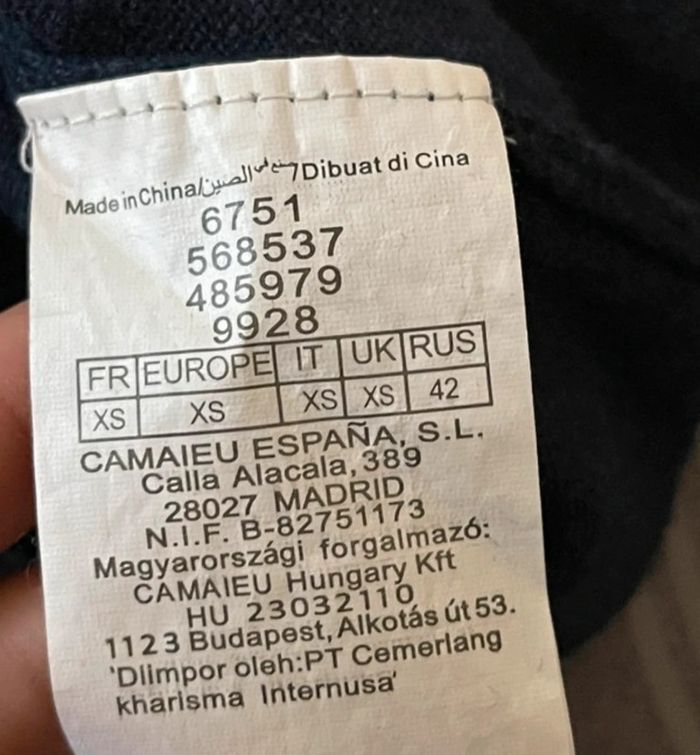 Made in China/صنع في الصين/Dibuat di Cina
6751
568537
485979
9928
FR EUROPE IT UK RUS
XS XS XS XS 42
CAMAIEU ESPAÑA, S.L.
Calla Alacala,389
28027 MADRID
N.I.F. B-82751173
Magyarországi forgalmazó:
CAMAIEU Hungary Kft
HU 23032110
1123 Budapest,Alkotás út 53.
'Dlimpor oleh:PT Cemerlang
kharisma Internusa'